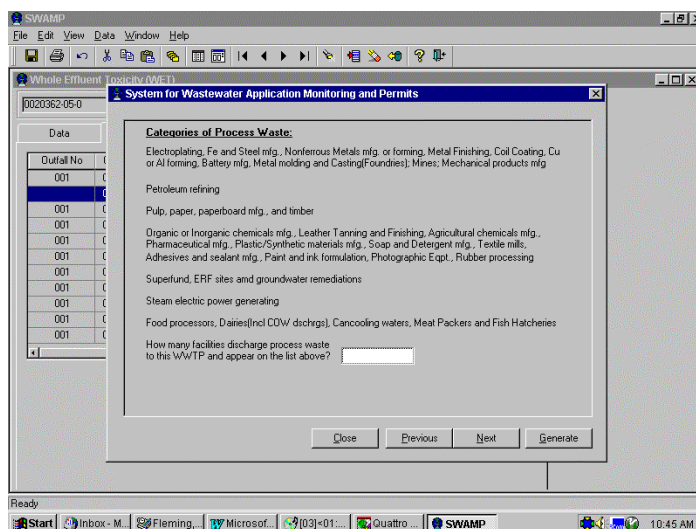 SWAMP
File Edit View Data Window Help
Whole Effluent Toxicity (WET)
0020362-05-0
System for Wastewater Application Monitoring and Permits
Data
Outfall No
001
001
001
001
001
001
001
001
001
001
Categories of Process Waste:
Electroplating, Fe and Steel mfg., Nonferrous Metals mfg. or forming, Metal Finishing, Coil Coating, Cu
or Al forming, Battery mfg, Metal molding and Casting(Foundries); Mines; Mechanical products mfg
Petroleum refining
Pulp, paper, paperboard mfg., and timber
Organic or Inorganic chemicals mfg., Leather Tanning and Finishing, Agricultural chemicals mfg.,
Pharmaceutical mfg., Plastic/Synthetic materials mfg., Soap and Detergent mfg., Textile mills,
Adhesives and sealant mfg., Paint and ink formulation, Photographic Eqpt., Rubber processing
Superfund, ERF sites amd groundwater remediations
Steam electric power generating
Food processors, Dairies(Incl COW dschrgs), Cancooling waters, Meat Packers and Fish Hatcheries
How many facilities discharge process waste
to this WWTP and appear on the list above?
Close Previous Next Generate
Ready
Start Inbox - M... Fleming,... Microsof... [03]<01:... Quattro ... SWAMP 10:45 AM